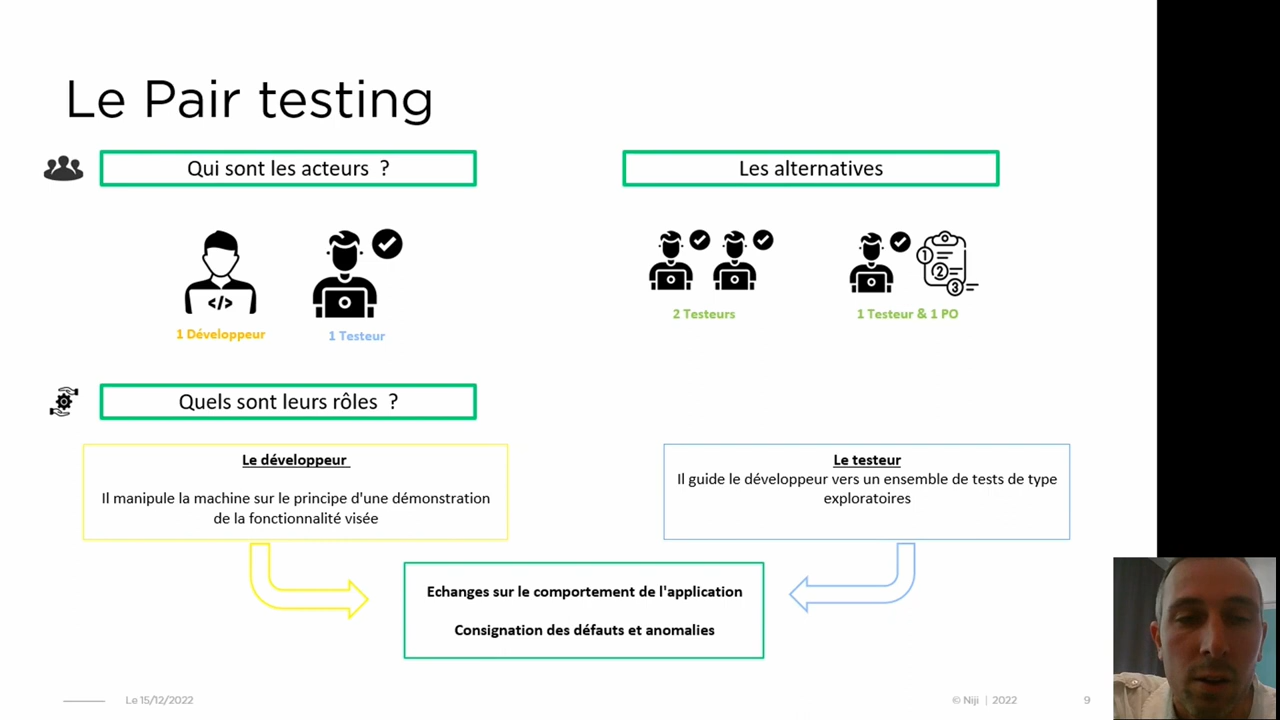 Le Pair testing
Qui sont les acteurs ?
Les alternatives
</>
1
2
3
1 Développeur
1 Testeur
2 Testeurs
1 Testeur & 1 PO
Quels sont leurs rôles ?
Le développeur
Il manipule la machine sur le principe d'une démonstration
de la fonctionnalité visée
Le testeur
Il guide le développeur vers un ensemble de tests de type
exploratoires
Echanges sur le comportement de l'application
Consignation des défauts et anomalies
Le 15/12/2022
© Niji | 2022
9